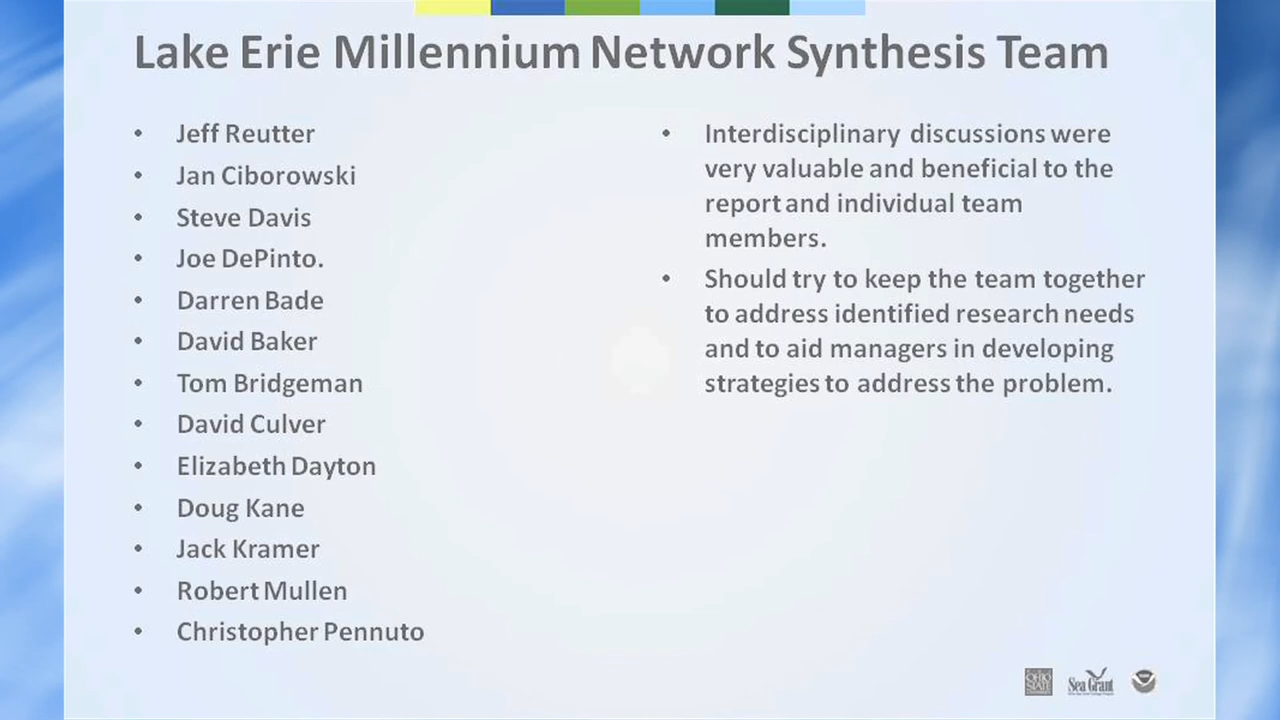 Lake Erie Millennium Network Synthesis Team
• Jeff Reutter
• Jan Ciborowski
• Steve Davis
• Joe DePinto.
• Darren Bade
• David Baker
• Tom Bridgeman
• David Culver
• Elizabeth Dayton
• Doug Kane
• Jack Kramer
• Robert Mullen
• Christopher Pennuto
• Interdisciplinary discussions were
very valuable and beneficial to the
report and individual team
members.
• Should try to keep the team together
to address identified research needs
and to aid managers in developing
strategies to address the problem.
OHIO
STATE
Sea Grant